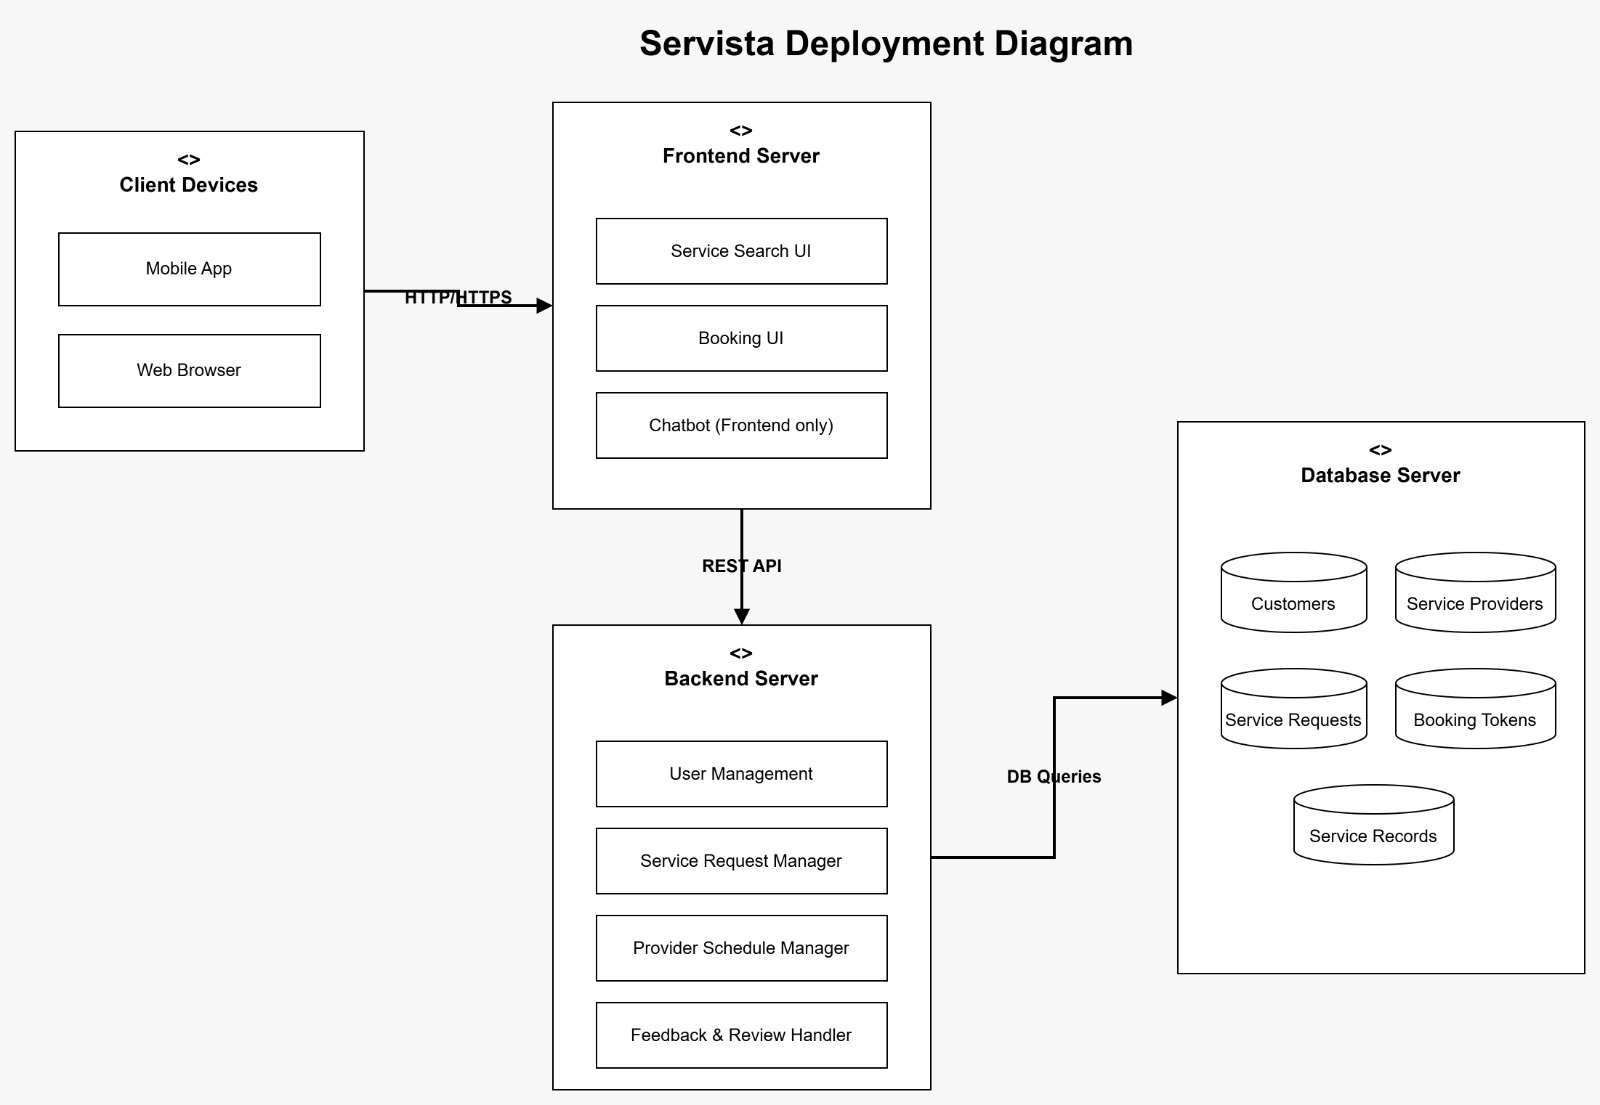 Servista Deployment Diagram
<>
Client Devices
Mobile App
Web Browser
HTTP/HTTPS
<>
Frontend Server
Service Search UI
Booking UI
Chatbot (Frontend only)
REST API
<>
Backend Server
User Management
Service Request Manager
Provider Schedule Manager
Feedback & Review Handler
DB Queries
<>
Database Server
Customers
Service Providers
Service Requests
Booking Tokens
Service Records